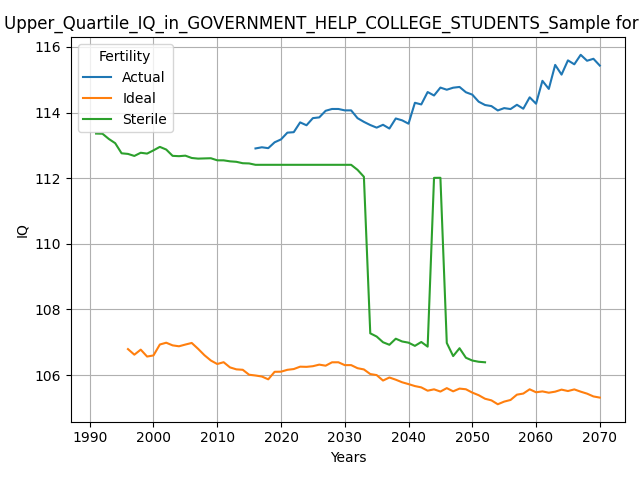 Upper_Quartile_IQ_in_GOVERNMENT_HELP_COLLEGE_STUDENTS_Sample for
Fertility
Actual
Ideal
Sterile
116
114
112
110
108
106
IQ
1990 2000 2010 2020 2030 2040 2050 2060 2070
Years